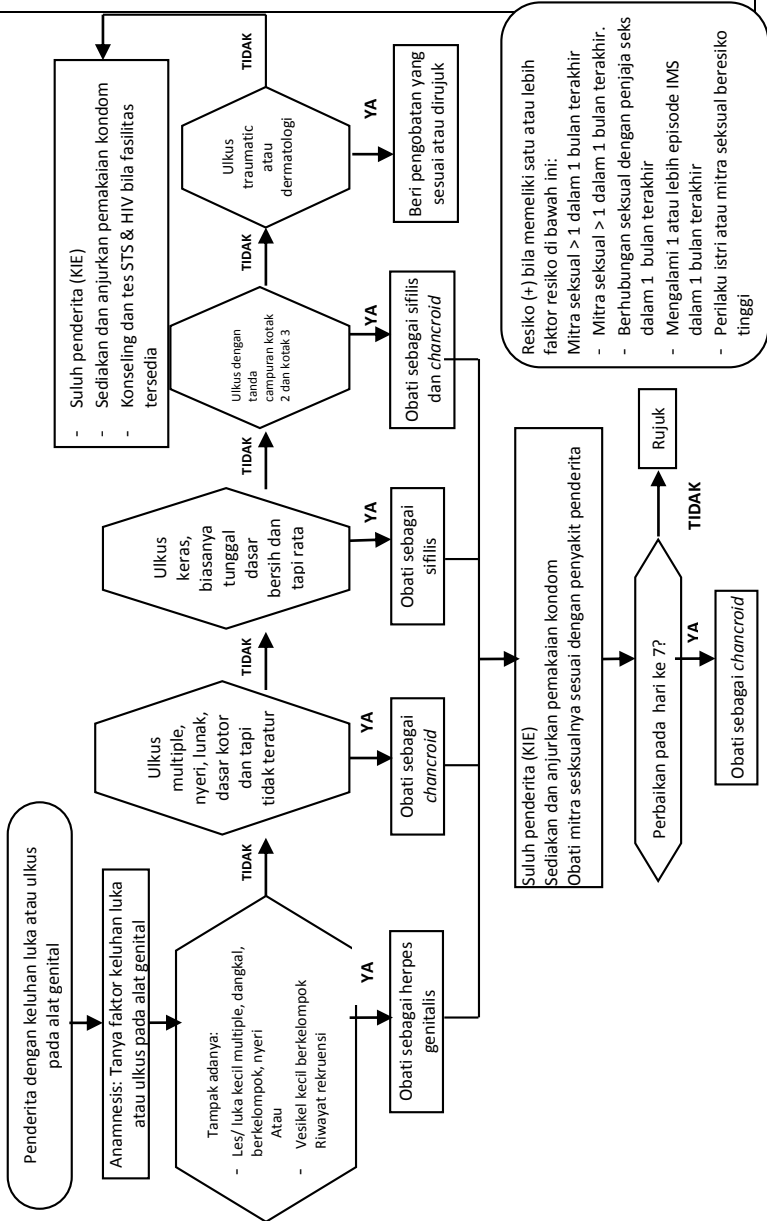 Penderita dengan keluhan luka atau ulkus
pada alat genital
Anamnesis: Tanya faktor keluhan luka
atau ulkus pada alat genital
Tampak adanya:
- Les/ luka kecil multiple, dangkal,
berkelompok, nyeri
Atau
- Vesikel kecil berkelompok
Riwayat rekruensi
TIDAK
YA
Obati sebagai herpes
genitalis
Ulkus
multiple,
nyeri, lunak,
dasar kotor
dan tapi
tidak teratur
TIDAK
YA
Obati sebagai
chancroid
Ulkus
keras,
biasanya
tunggal
dasar
bersih dan
tapi rata
TIDAK
YA
Obati sebagai
sifilis
Ulkus dengan
tanda
campuran kotak
2 dan kotak 3
TIDAK
YA
Obati sebagai sifilis
dan chancroid
Ulkus
traumatic
atau
dermatologi
TIDAK
YA
Beri pengobatan yang
sesuai atau dirujuk
- Suluh penderita (KIE)
- Sediakan dan anjurkan pemakaian kondom
- Konseling dan tes STS & HIV bila fasilitas
tersedia
Suluh penderita (KIE)
Sediakan dan anjurkan pemakaian kondom
Obati mitra sesksualnya sesuai dengan penyakit penderita
Perbaikan pada hari ke 7?
TIDAK
Rujuk
YA
Obati sebagai chancroid
Resiko (+) bila memeliki satu atau lebih
faktor resiko di bawah ini:
Mitra seksual > 1 dalam 1 bulan terakhir
- Mitra seksual > 1 dalam 1 bulan terakhir.
- Berhubungan seksual dengan penjaja seks
dalam 1 bulan terakhir
- Mengalami 1 atau lebih episode IMS
dalam 1 bulan terakhir
- Perilaku istri atau mitra seksual beresiko
tinggi